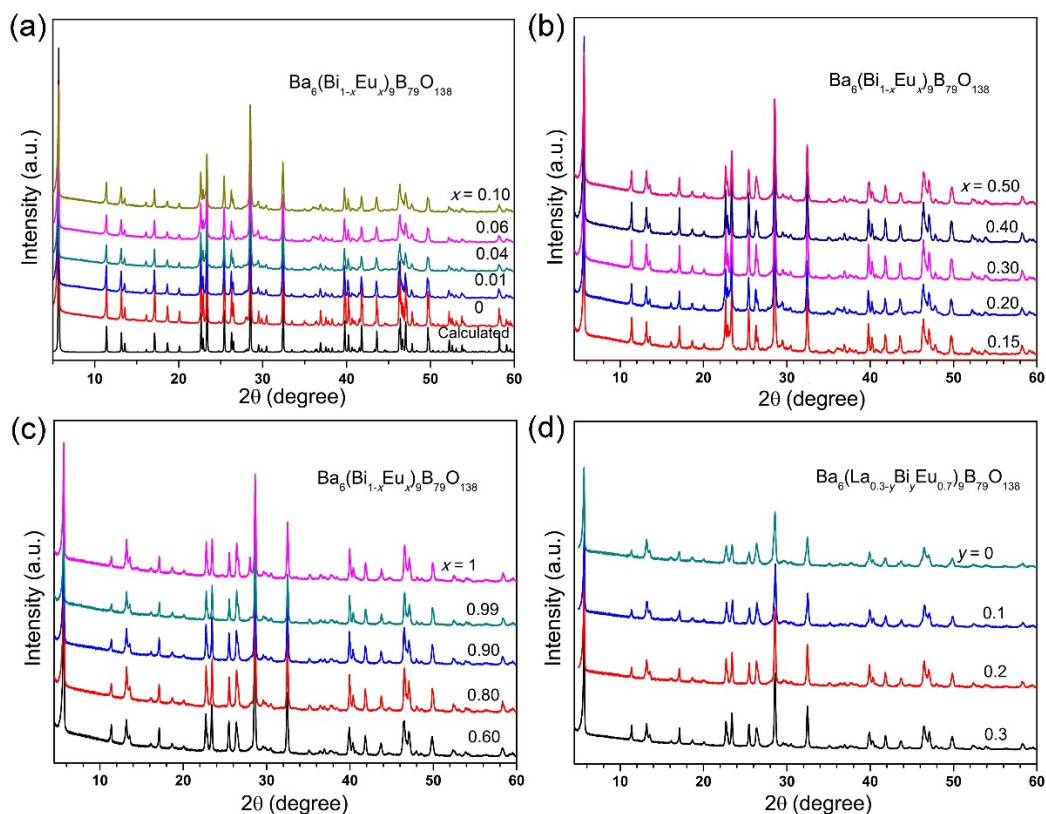 (a)
Intensity (a.u.)
Ba₆(Bi₁₋ₓEuₓ)₉B₇₉O₁₃₈
x = 0.10
0.06
0.04
0.01
0
Calculated
10 20 30 40 50 60
2θ (degree)
(b)
Intensity (a.u.)
Ba₆(Bi₁₋ₓEuₓ)₉B₇₉O₁₃₈
x = 0.50
0.40
0.30
0.20
0.15
10 20 30 40 50 60
2θ (degree)
(c)
Intensity (a.u.)
Ba₆(Bi₁₋ₓEuₓ)₉B₇₉O₁₃₈
x = 1
0.99
0.90
0.80
0.60
10 20 30 40 50 60
2θ (degree)
(d)
Intensity (a.u.)
Ba₆(La₀.₃₋yBiyEu₀.₇)₉B₇₉O₁₃₈
y = 0
0.1
0.2
0.3
10 20 30 40 50 60
2θ (degree)